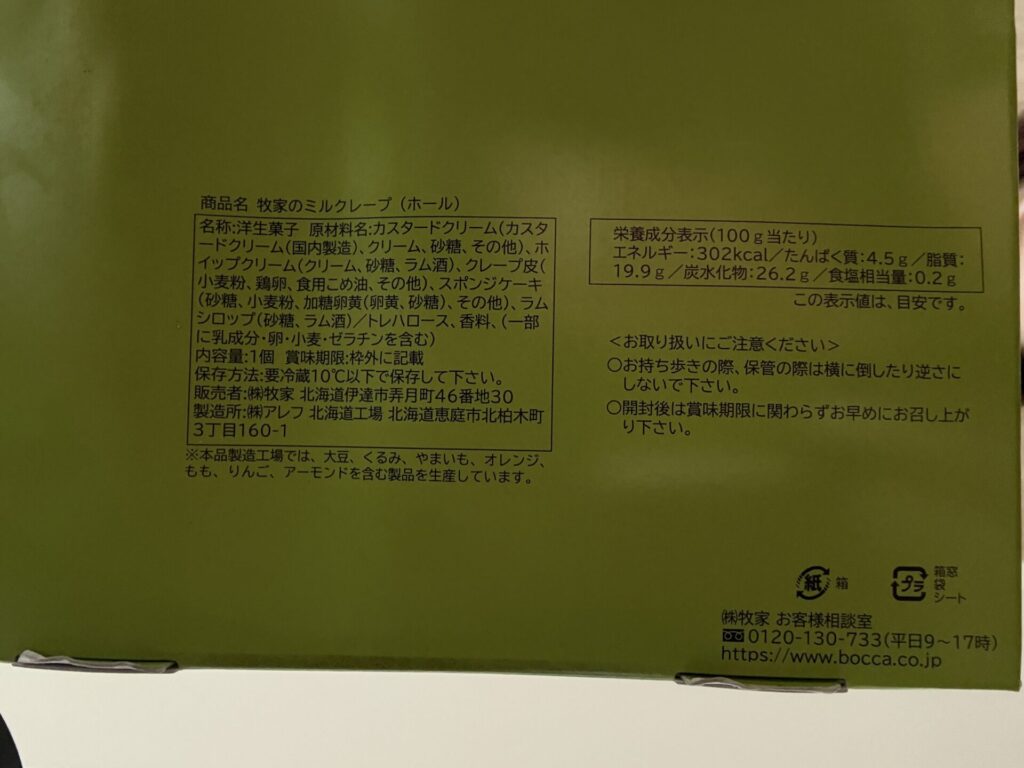 商品名 牧家のミルクレープ（ホール）
名称:洋生菓子 原材料名:カスタードクリーム(カスタ
ードクリーム(国内製造)、クリーム、砂糖、その他)、ホ
イップクリーム(クリーム、砂糖、ラム酒)、クレープ皮(
小麦粉、鶏卵、食用こめ油、その他)、スポンジケーキ
(砂糖、小麦粉、加糖卵黄(卵黄、砂糖)、その他)、ラム
シロップ(砂糖、ラム酒)／トレハロース、香料、(一部
に乳成分・卵・小麦・ゼラチンを含む)
内容量:1個 賞味期限:枠外に記載
保存方法:要冷蔵10℃以下で保存して下さい。
販売者:㈱牧家 北海道伊達市弄月町46番地30
製造所:㈱アレフ 北海道工場 北海道恵庭市北柏木町
3丁目160-1
※本品製造工場では、大豆、くるみ、やまいも、オレンジ、
もも、りんご、アーモンドを含む製品を生産しています。
栄養成分表示(100ｇ当たり)
エネルギー:302kcal／たんぱく質:4.5ｇ／脂質:
19.9ｇ／炭水化物:26.2ｇ／食塩相当量:0.2ｇ
この表示値は、目安です。
＜お取り扱いにご注意ください＞
○お持ち歩きの際、保管の際は横に倒したり逆さに
しないで下さい。
○開封後は賞味期限に関わらずお早めにお召し上が
り下さい。
紙 箱
プラ 箱窓
袋
シート
㈱牧家 お客様相談室
0120-130-733(平日9～17時)
https://www.bocca.co.jp